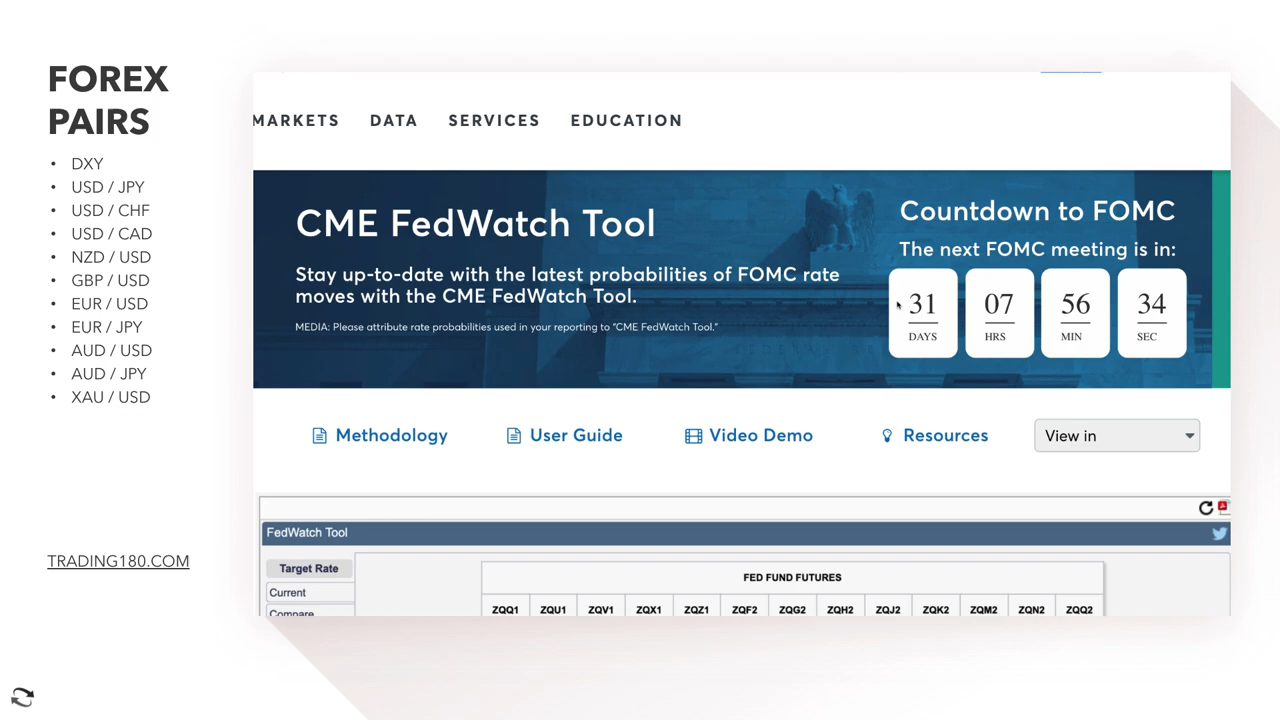 FOREX
PAIRS
• DXY
• USD / JPY
• USD / CHF
• USD / CAD
• NZD / USD
• GBP / USD
• EUR / USD
• EUR / JPY
• AUD / USD
• AUD / JPY
• XAU / USD
TRADING180.COM
MARKETS DATA SERVICES EDUCATION
CME FedWatch Tool
Stay up-to-date with the latest probabilities of FOMC rate
moves with the CME FedWatch Tool.
MEDIA: Please attribute rate probabilities used in your reporting to "CME FedWatch Tool."
Countdown to FOMC
The next FOMC meeting is in:
31 07 56 34
DAYS HRS MIN SEC
Methodology User Guide Video Demo Resources View in
FedWatch Tool
Target Rate
Current
Compare
FED FUND FUTURES
ZQQ1 ZQU1 ZQV1 ZQX1 ZQZ1 ZQF2 ZQG2 ZQH2 ZQJ2 ZQK2 ZQM2 ZQN2 ZQQ2